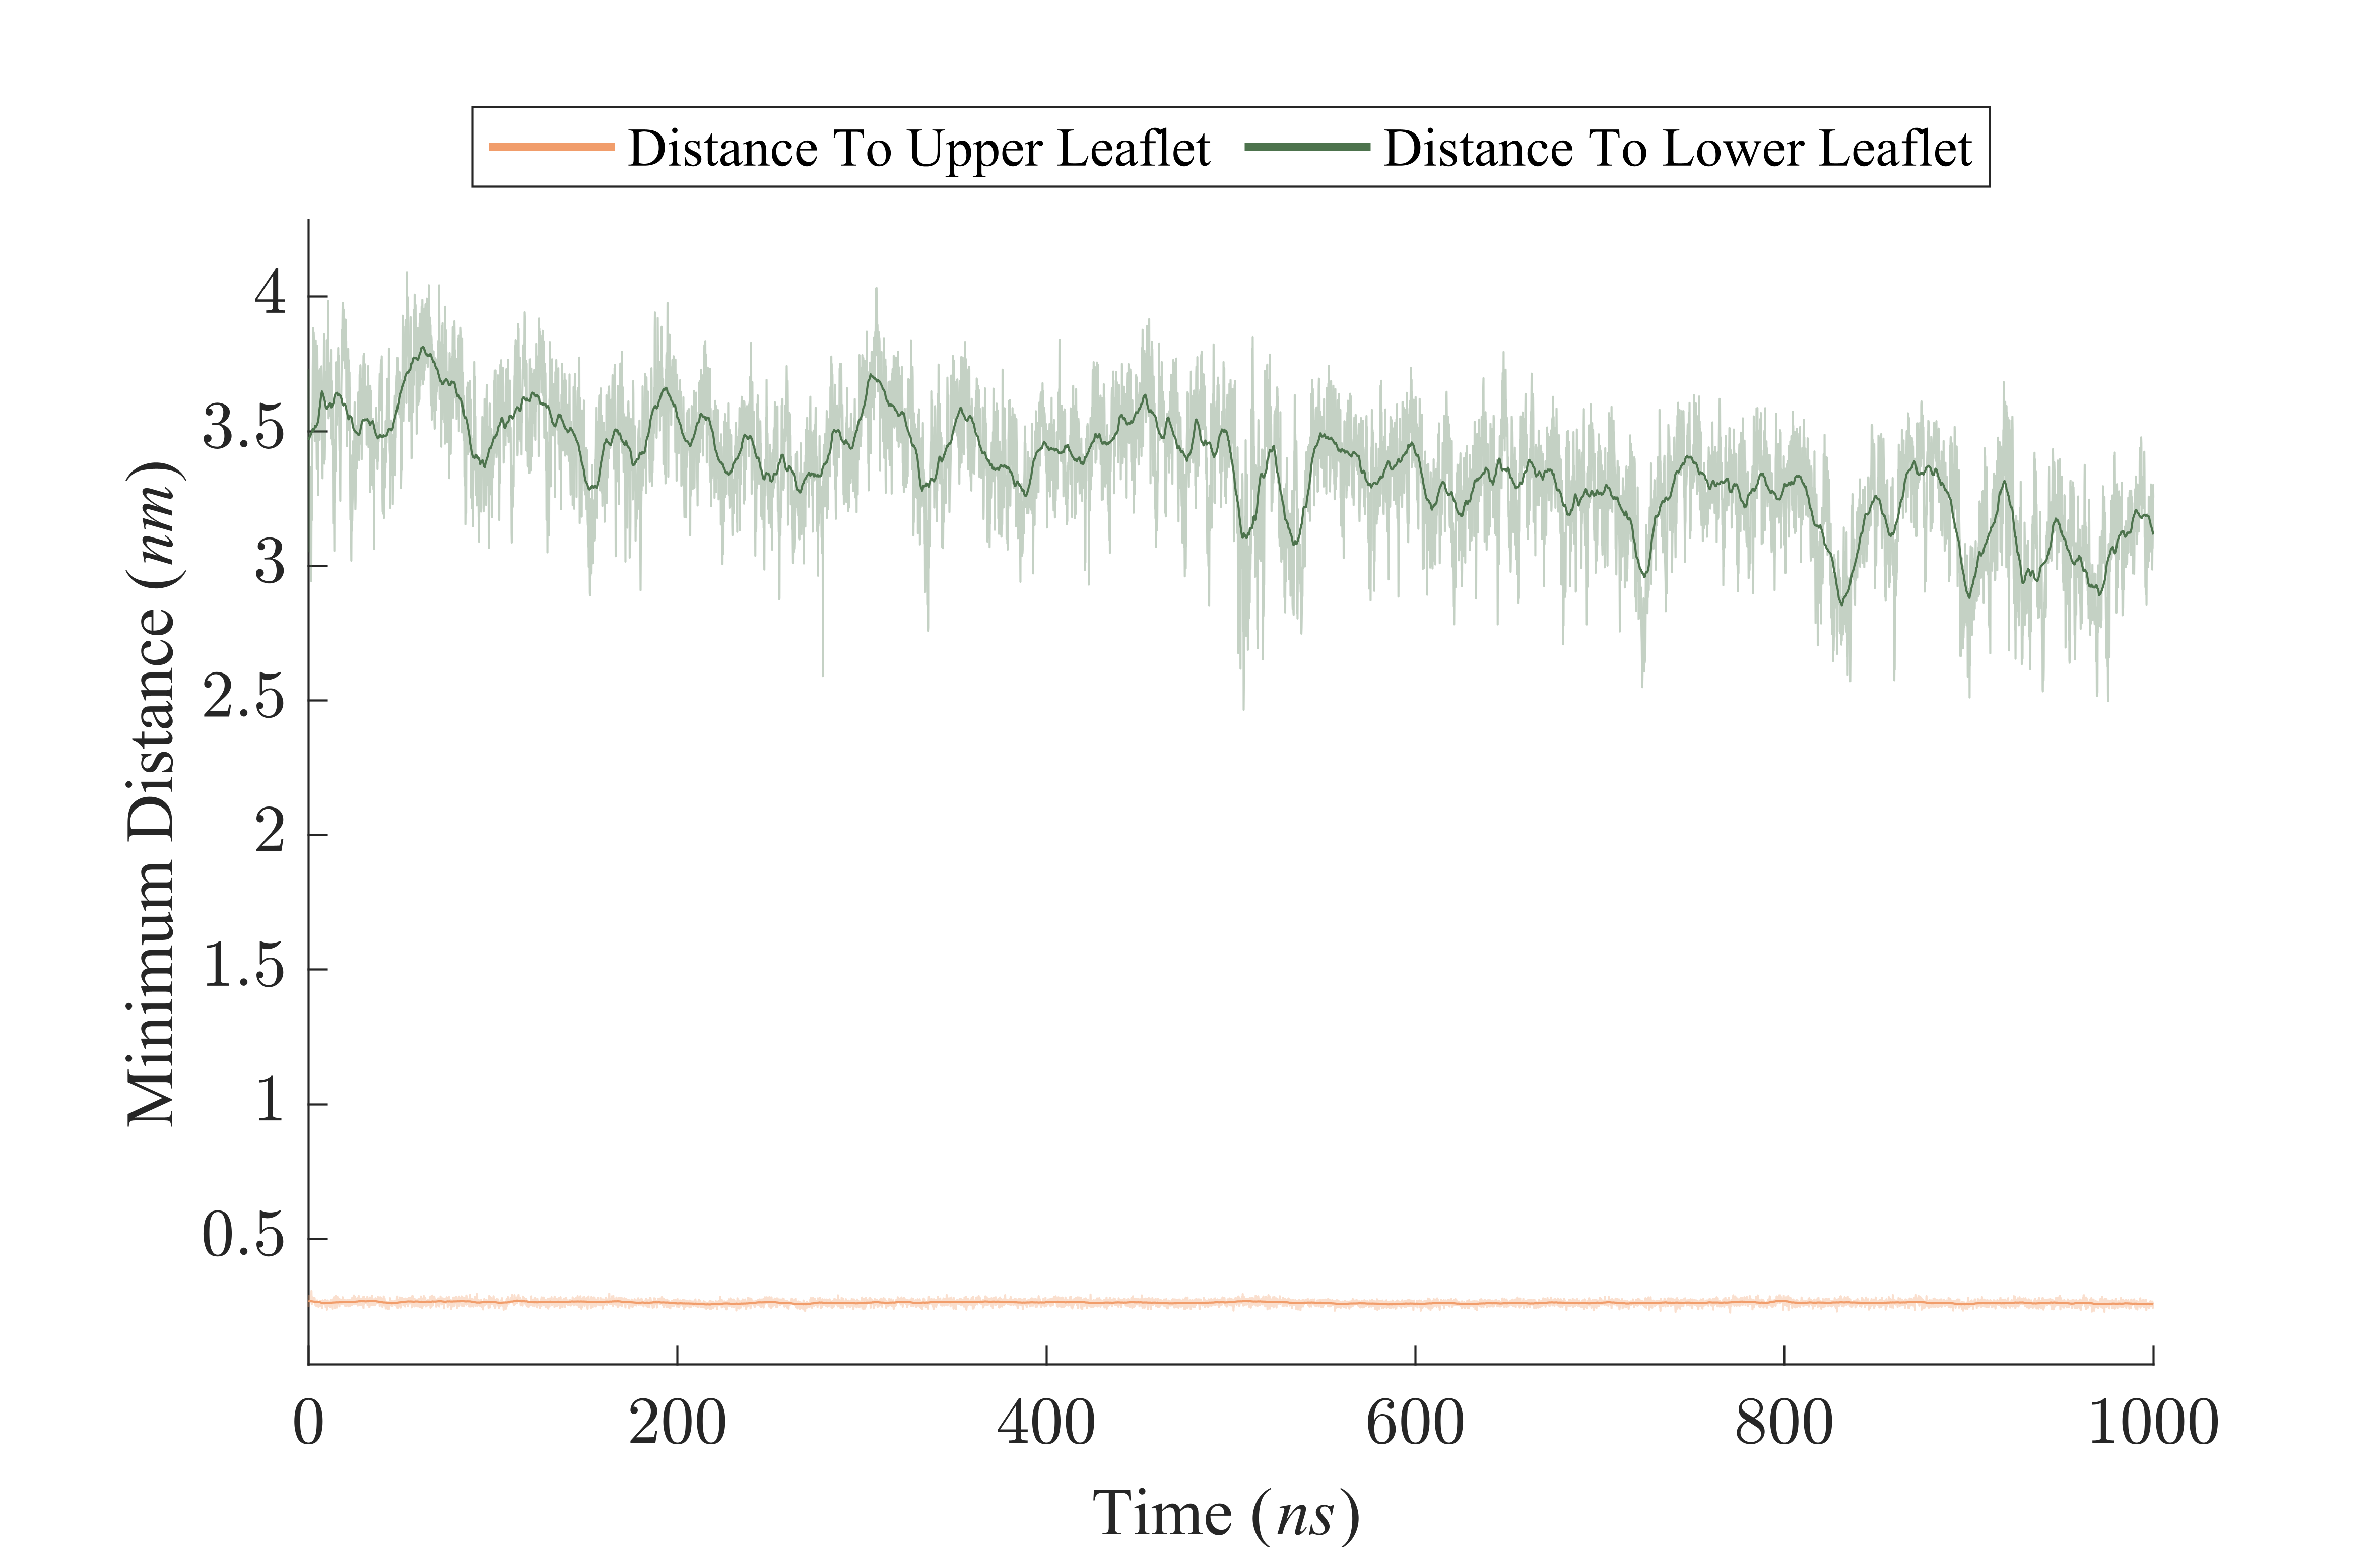 Distance To Upper Leaflet Distance To Lower Leaflet
4
3.5
3
2.5
2
1.5
1
0.5
Minimum Distance (nm)
0 200 400 600 800 1000
Time (ns)